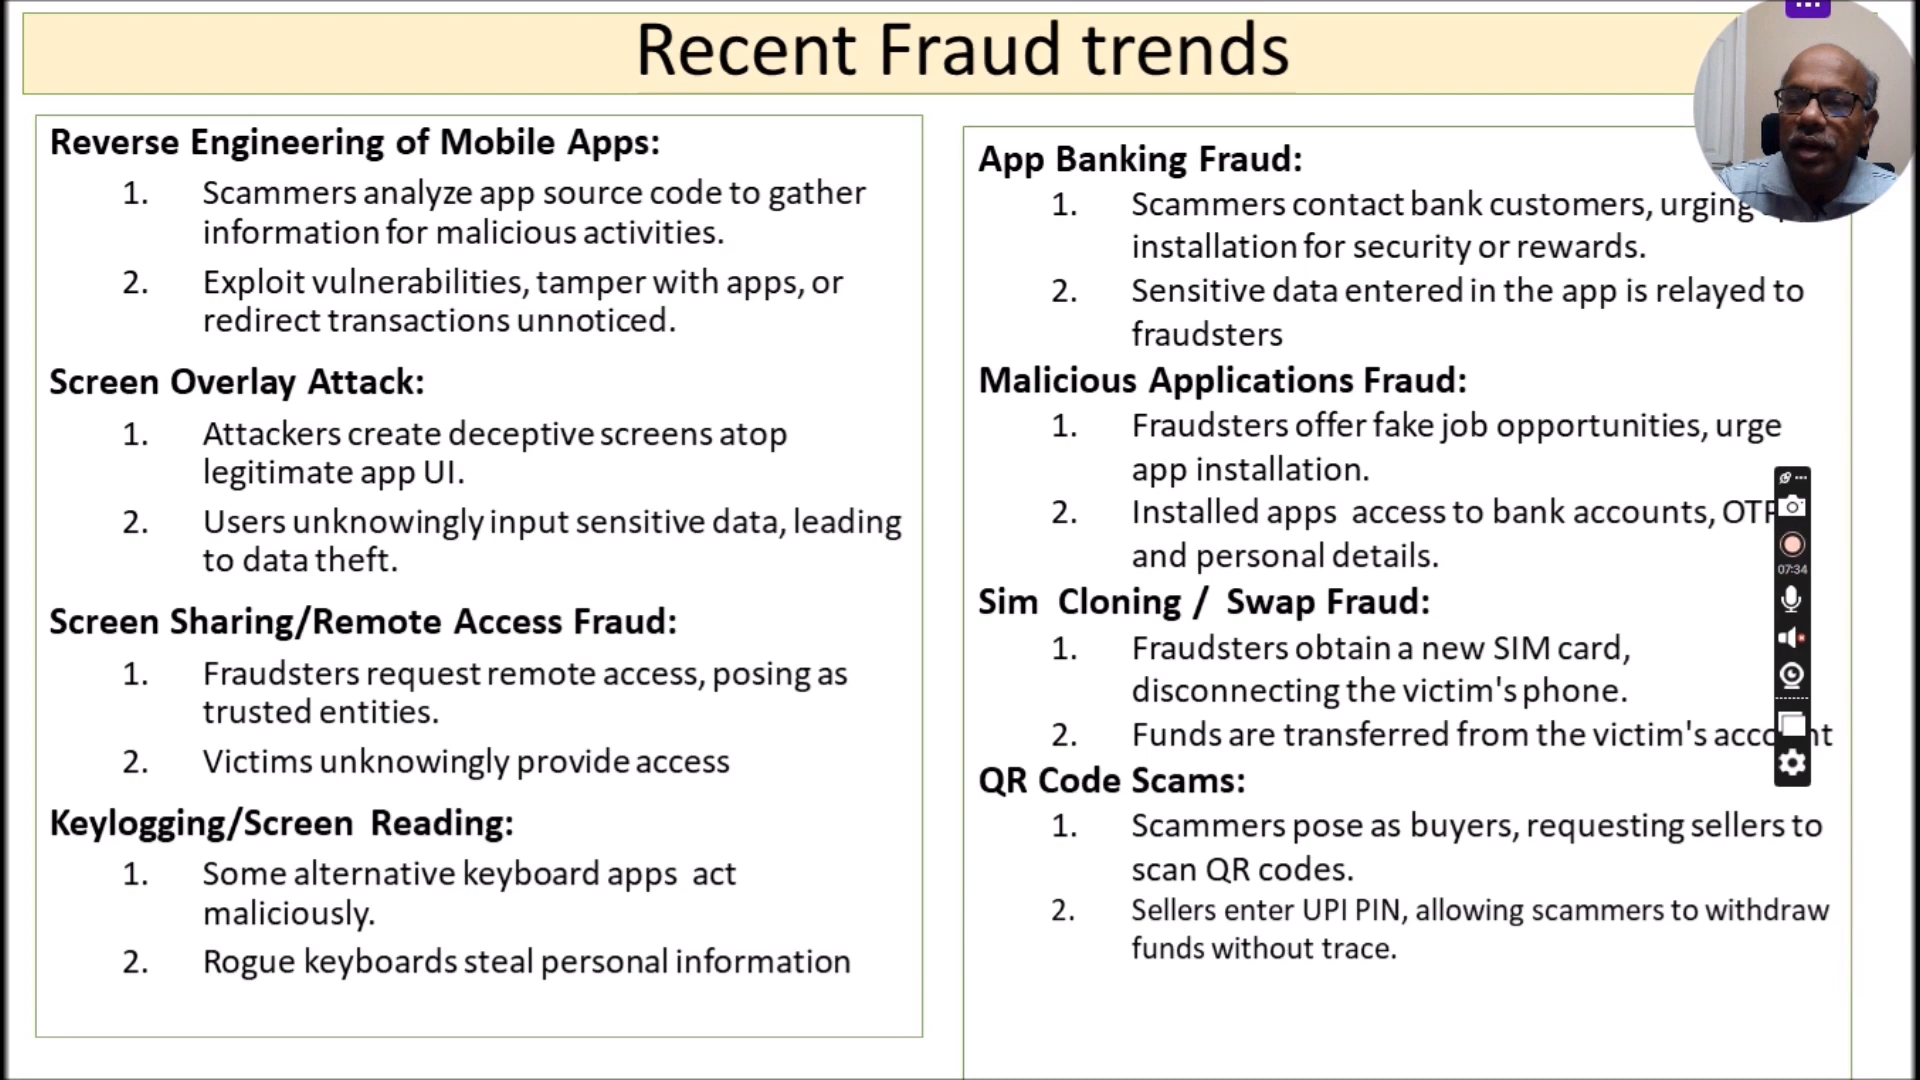 Recent Fraud trends
Reverse Engineering of Mobile Apps:
1. Scammers analyze app source code to gather
information for malicious activities.
2. Exploit vulnerabilities, tamper with apps, or
redirect transactions unnoticed.
Screen Overlay Attack:
1. Attackers create deceptive screens atop
legitimate app UI.
2. Users unknowingly input sensitive data, leading
to data theft.
Screen Sharing/Remote Access Fraud:
1. Fraudsters request remote access, posing as
trusted entities.
2. Victims unknowingly provide access
Keylogging/Screen Reading:
1. Some alternative keyboard apps act
maliciously.
2. Rogue keyboards steal personal information
App Banking Fraud:
1. Scammers contact bank customers, urging
installation for security or rewards.
2. Sensitive data entered in the app is relayed to
fraudsters
Malicious Applications Fraud:
1. Fraudsters offer fake job opportunities, urge
app installation.
2. Installed apps access to bank accounts,
and personal details.
Sim Cloning / Swap Fraud:
1. Fraudsters obtain a new SIM card,
disconnecting the victim's phone.
2. Funds are transferred from the victim's
QR Code Scams:
1. Scammers pose as buyers, requesting sellers to
scan QR codes.
2. Sellers enter UPI PIN, allowing scammers to withdraw
funds without trace.
07:34